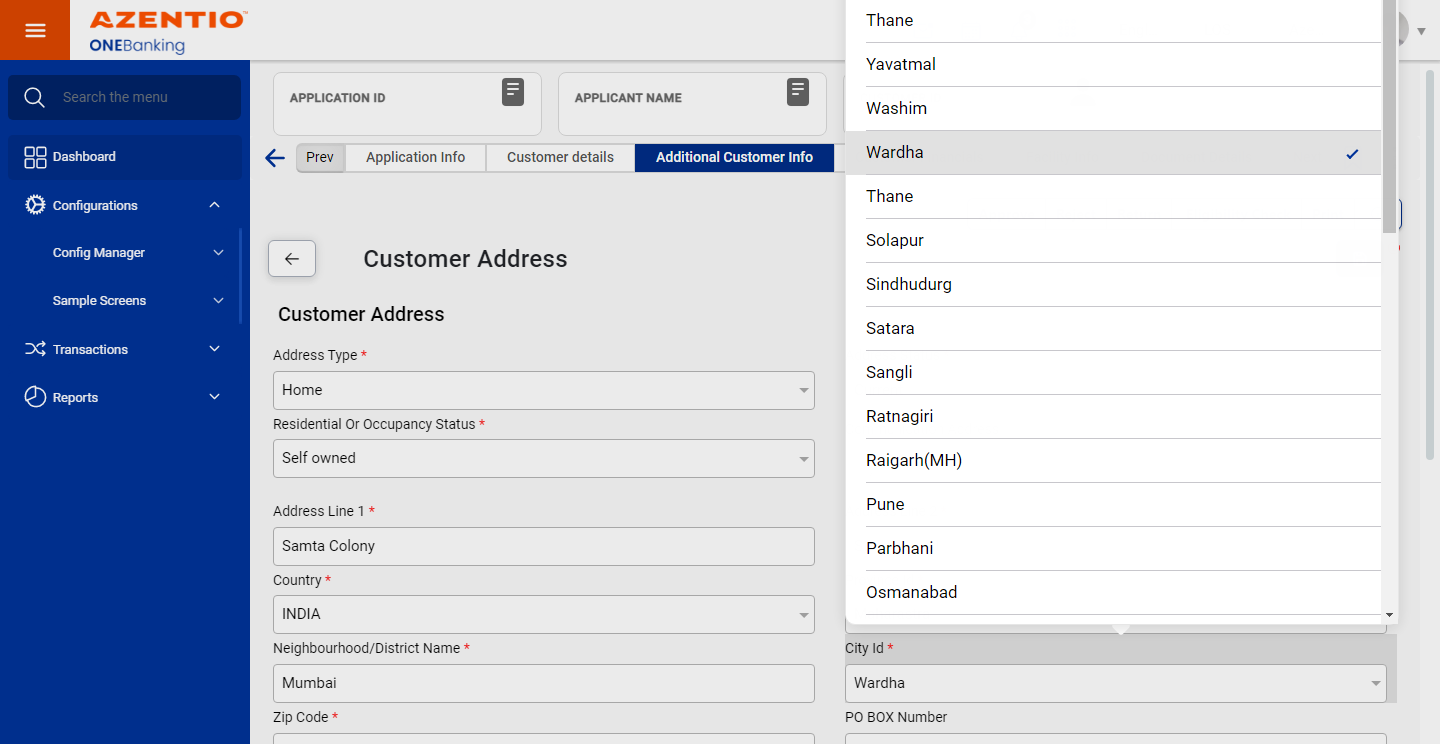 AZENTIO™
ONEBanking
Search the menu
Dashboard
Configurations
Config Manager
Sample Screens
Transactions
Reports
APPLICATION ID
APPLICANT NAME
Prev
Application Info
Customer details
Additional Customer Info
Customer Address
Customer Address
Address Type *
Home
Residential Or Occupancy Status *
Self owned
Address Line 1 *
Samta Colony
Country *
INDIA
Neighbourhood/District Name *
Mumbai
Zip Code *
Thane
Yavatmal
Washim
Wardha
Thane
Solapur
Sindhudurg
Satara
Sangli
Ratnagiri
Raigarh(MH)
Pune
Parbhani
Osmanabad
City Id *
Wardha
PO BOX Number